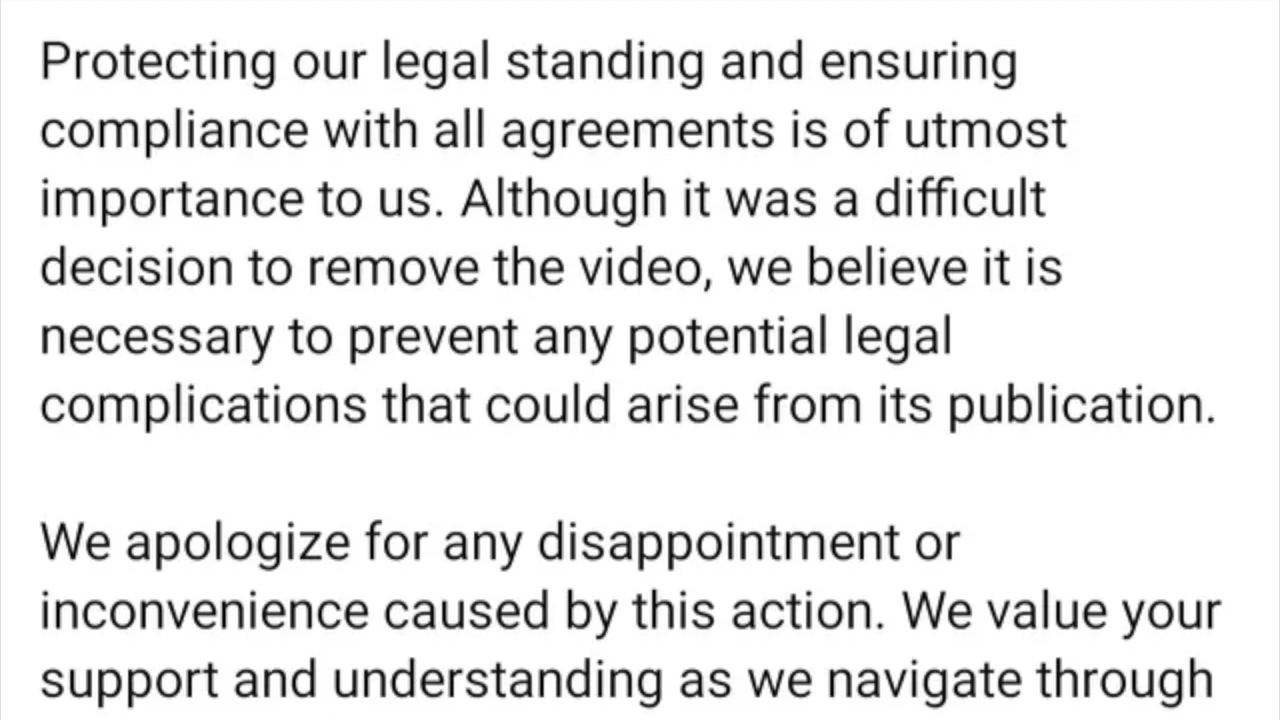 Protecting our legal standing and ensuring
compliance with all agreements is of utmost
importance to us. Although it was a difficult
decision to remove the video, we believe it is
necessary to prevent any potential legal
complications that could arise from its publication.
We apologize for any disappointment or
inconvenience caused by this action. We value your
support and understanding as we navigate through